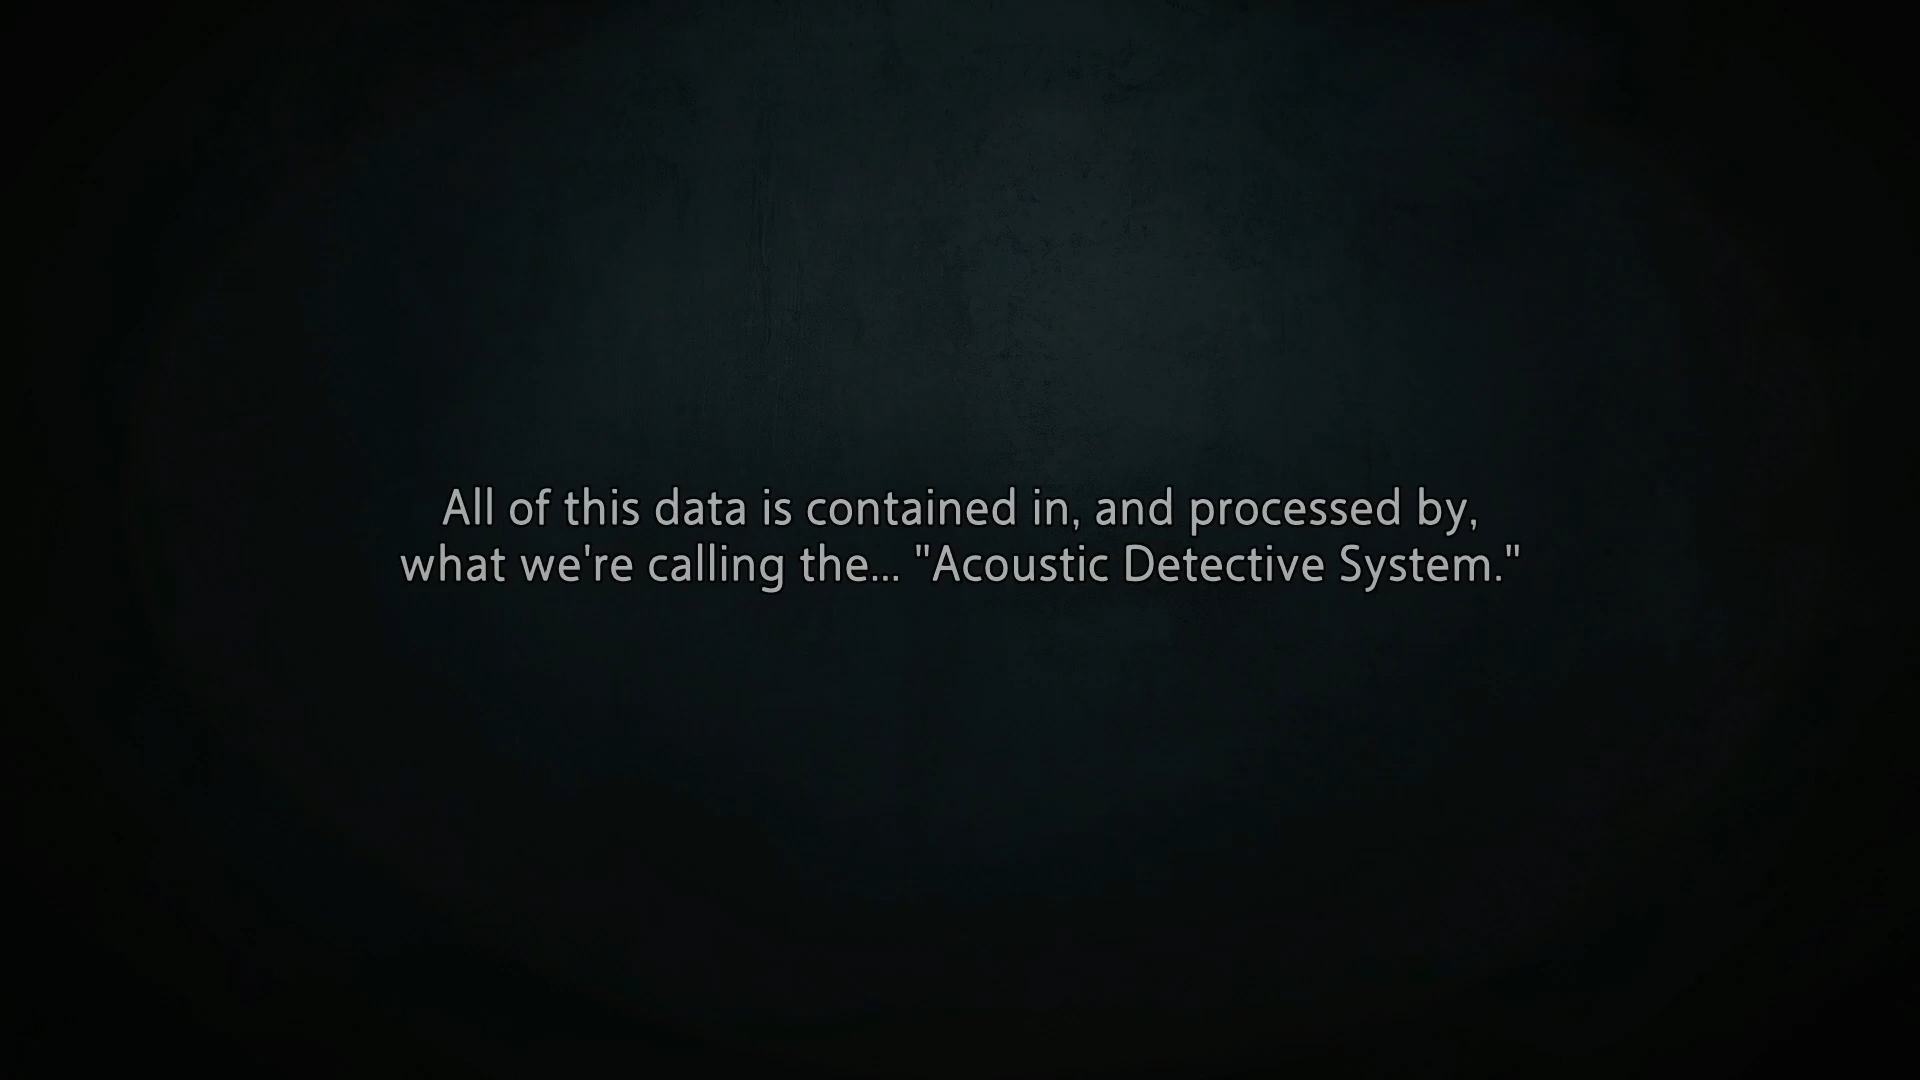 All of this data is contained in, and processed by,
what we're calling the... "Acoustic Detective System."